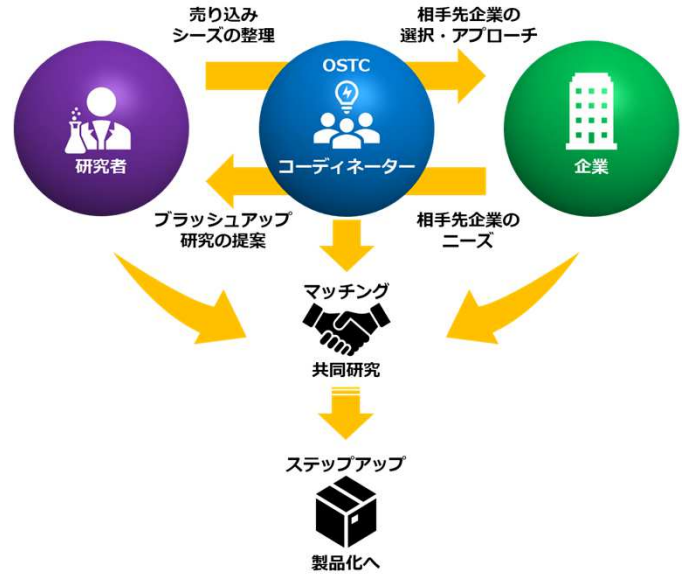 売り込み
シーズの整理
相手先企業の
選択・アプローチ
OSTC
研究者
コーディネーター
企業
ブラッシュアップ
研究の提案
相手先企業の
ニーズ
マッチング
共同研究
ステップアップ
製品化へ